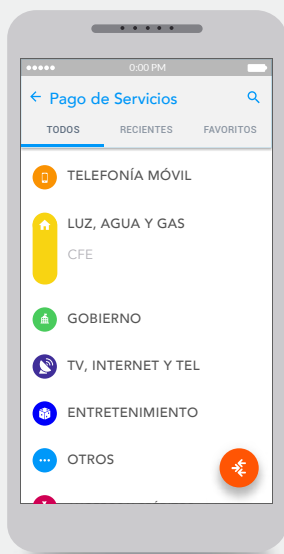 0:00 PM
Pago de Servicios
TODOS RECIENTES FAVORITOS
TELEFONÍA MÓVIL
LUZ, AGUA Y GAS
CFE
GOBIERNO
TV, INTERNET Y TEL
ENTRETENIMIENTO
OTROS